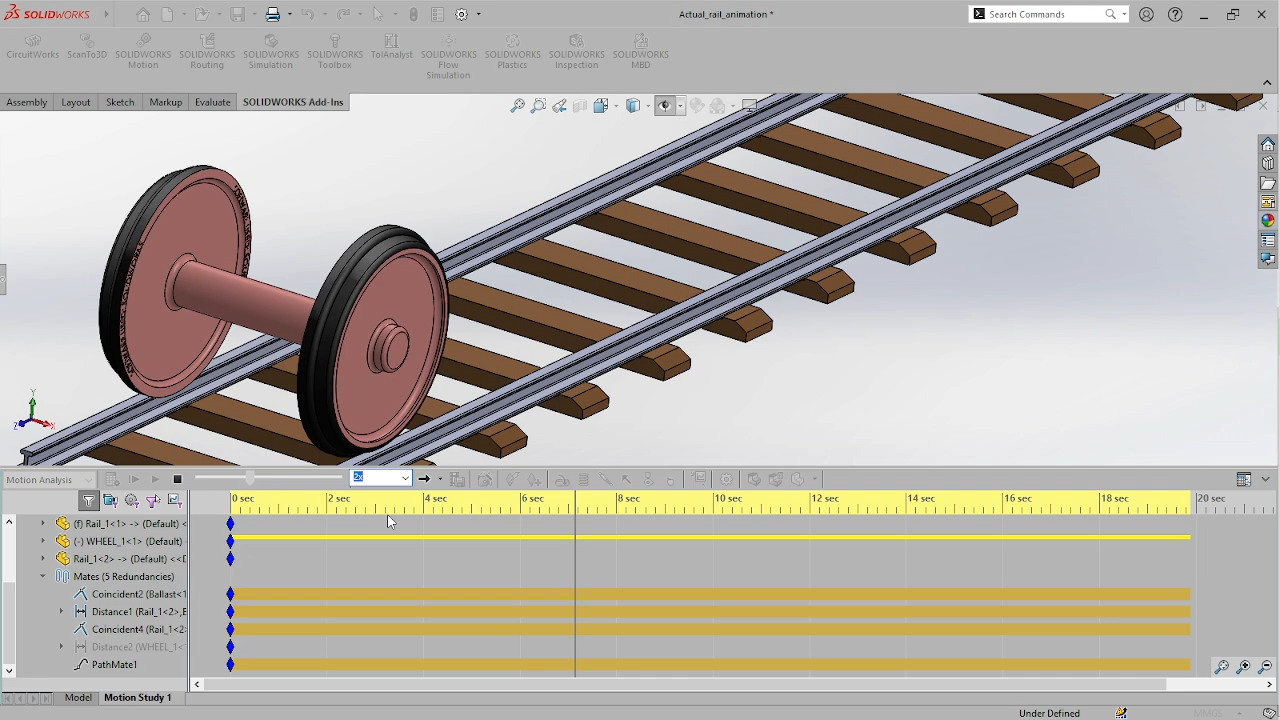 SOLIDWORKS
Actual_rail_animation *
Search Commands
CircuitWorks
ScanTo3D
SOLIDWORKS
Motion
SOLIDWORKS
Routing
SOLIDWORKS
Simulation
SOLIDWORKS
Toolbox
TolAnalyst
SOLIDWORKS
Flow
Simulation
SOLIDWORKS
Plastics
SOLIDWORKS
Inspection
SOLIDWORKS
MBD
Assembly
Layout
Sketch
Markup
Evaluate
SOLIDWORKS Add-Ins
Y
Z
X
Motion Analysis
2x
0 sec
2 sec
4 sec
6 sec
8 sec
10 sec
12 sec
14 sec
16 sec
18 sec
20 sec
(f) Rail_1<1> -> (Default) <
(-) WHEEL_1<1> (Default)
Rail_1<2> -> (Default) <<D
Mates (5 Redundancies)
Coincident2 (Ballast<1
Distance1 (Rail_1<2>,E
Coincident4 (Rail_1<2>
Distance2 (WHEEL_1<
PathMate1
Model
Motion Study 1
Under Defined
MMGS